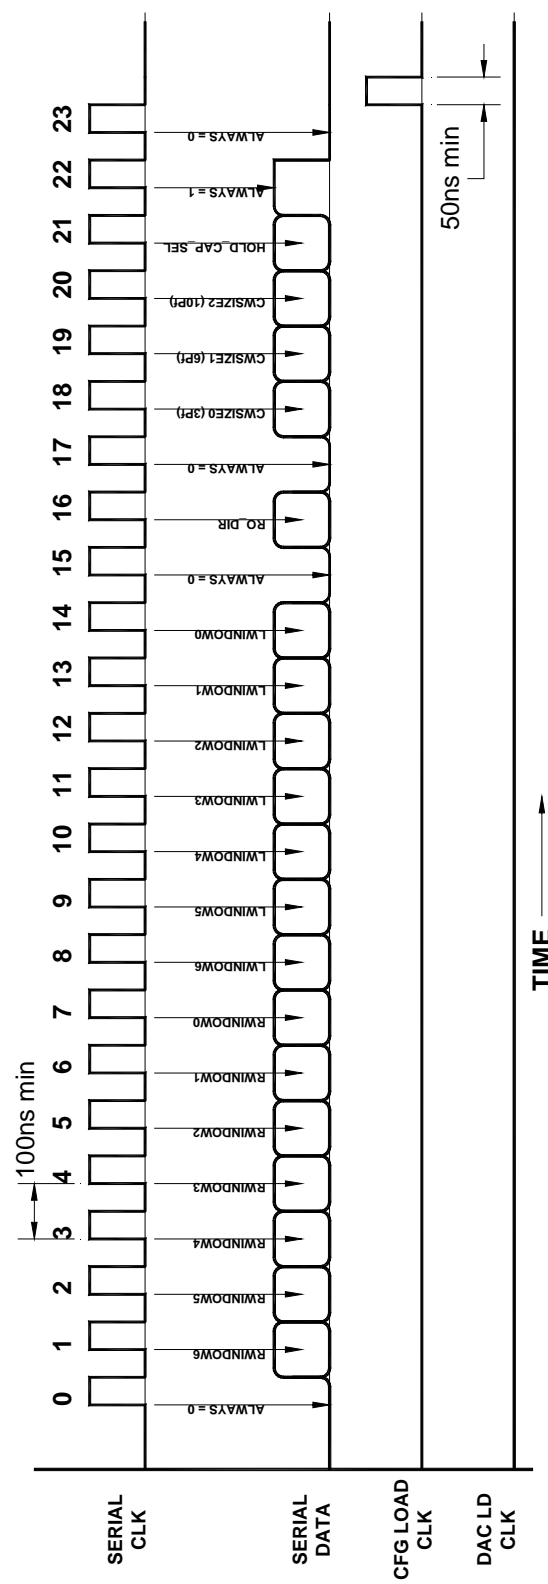 SERIAL
CLK
0 1 2 3 4 5 6 7 8 9 10 11 12 13 14 15 16 17 18 19 20 21 22 23
100ns min
ALWAYS = 0
RWINDOW6
RWINDOW5
RWINDOW4
RWINDOW3
RWINDOW2
RWINDOW1
RWINDOW0
LWINDOW6
LWINDOW5
LWINDOW4
LWINDOW3
LWINDOW2
LWINDOW1
LWINDOW0
ALWAYS = 0
RO_DIR
ALWAYS = 0
CWSIZE0 (3Pf)
CWSIZE1 (6Pf)
CWSIZE2 (10Pf)
HOLD_CAP_SEL
ALWAYS = 1
ALWAYS = 0
SERIAL
DATA
CFG LOAD
CLK
50ns min
DAC LD
CLK
TIME